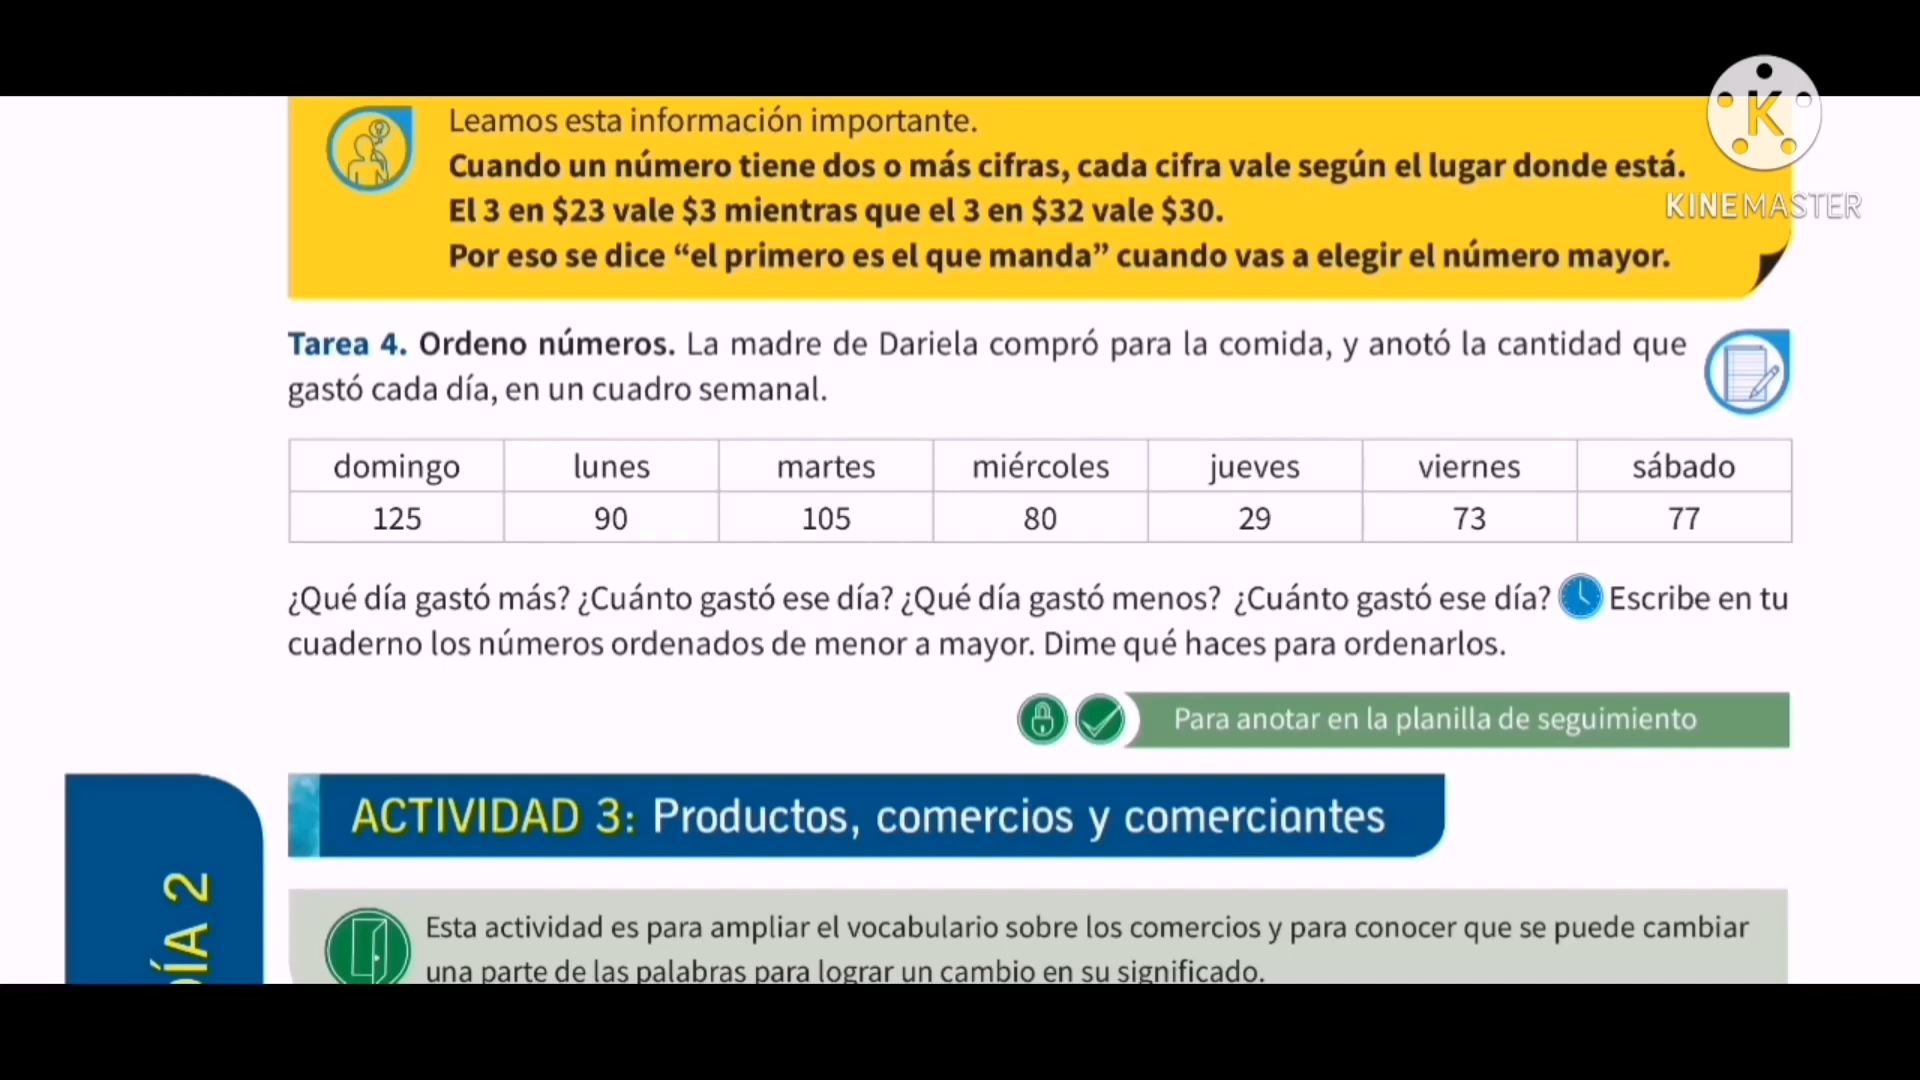 Leamos esta información importante.
Cuando un número tiene dos o más cifras, cada cifra vale según el lugar donde está.
El 3 en $23 vale $3 mientras que el 3 en $32 vale $30.
Por eso se dice “el primero es el que manda” cuando vas a elegir el número mayor.
K
KINEMASTER
Tarea 4. Ordeno números. La madre de Dariela compró para la comida, y anotó la cantidad que
gastó cada día, en un cuadro semanal.
domingo lunes martes miércoles jueves viernes sábado
125 90 105 80 29 73 77
¿Qué día gastó más? ¿Cuánto gastó ese día? ¿Qué día gastó menos? ¿Cuánto gastó ese día? Escribe en tu
cuaderno los números ordenados de menor a mayor. Dime qué haces para ordenarlos.
Para anotar en la planilla de seguimiento
DÍA 2
ACTIVIDAD 3: Productos, comercios y comerciantes
Esta actividad es para ampliar el vocabulario sobre los comercios y para conocer que se puede cambiar
una parte de las palabras para lograr un cambio en su significado.